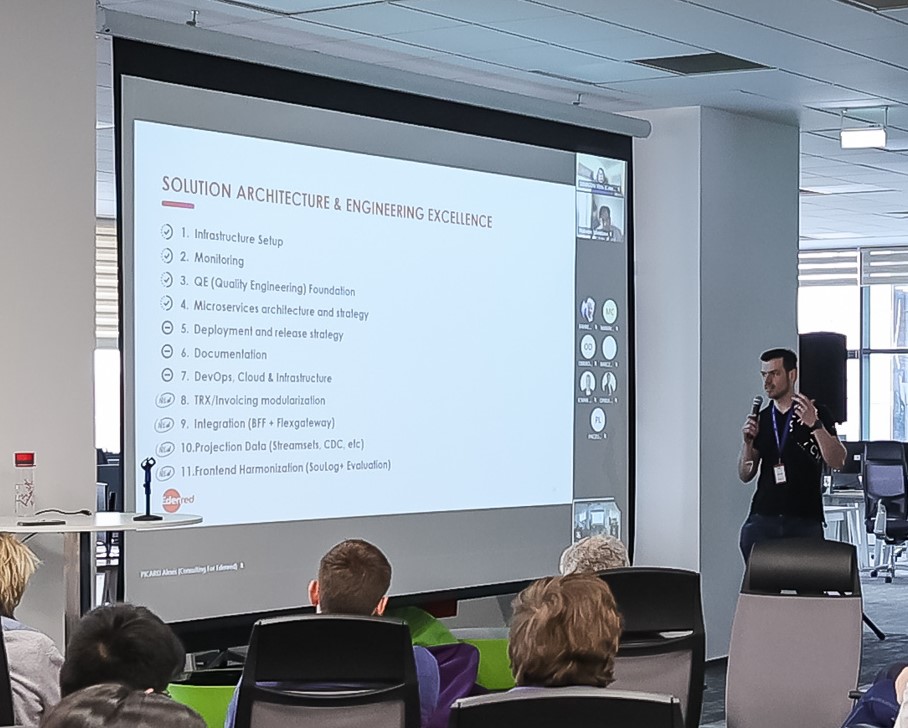 SOLUTION ARCHITECTURE & ENGINEERING EXCELLENCE
1. Infrastructure Setup
2. Monitoring
3. QE (Quality Engineering) Foundation
4. Microservices architecture and strategy
5. Deployment and release strategy
6. Documentation
7. DevOps, Cloud & Infrastructure
8. TRX/Invoicing modularization
9. Integration (BFF + Flexgateway)
10.Projection Data (Streamsets, CDC, etc)
11.Frontend Harmonization (SouLog+ Evaluation)
Edenred
MC
PL
(Consulting For Edenred)